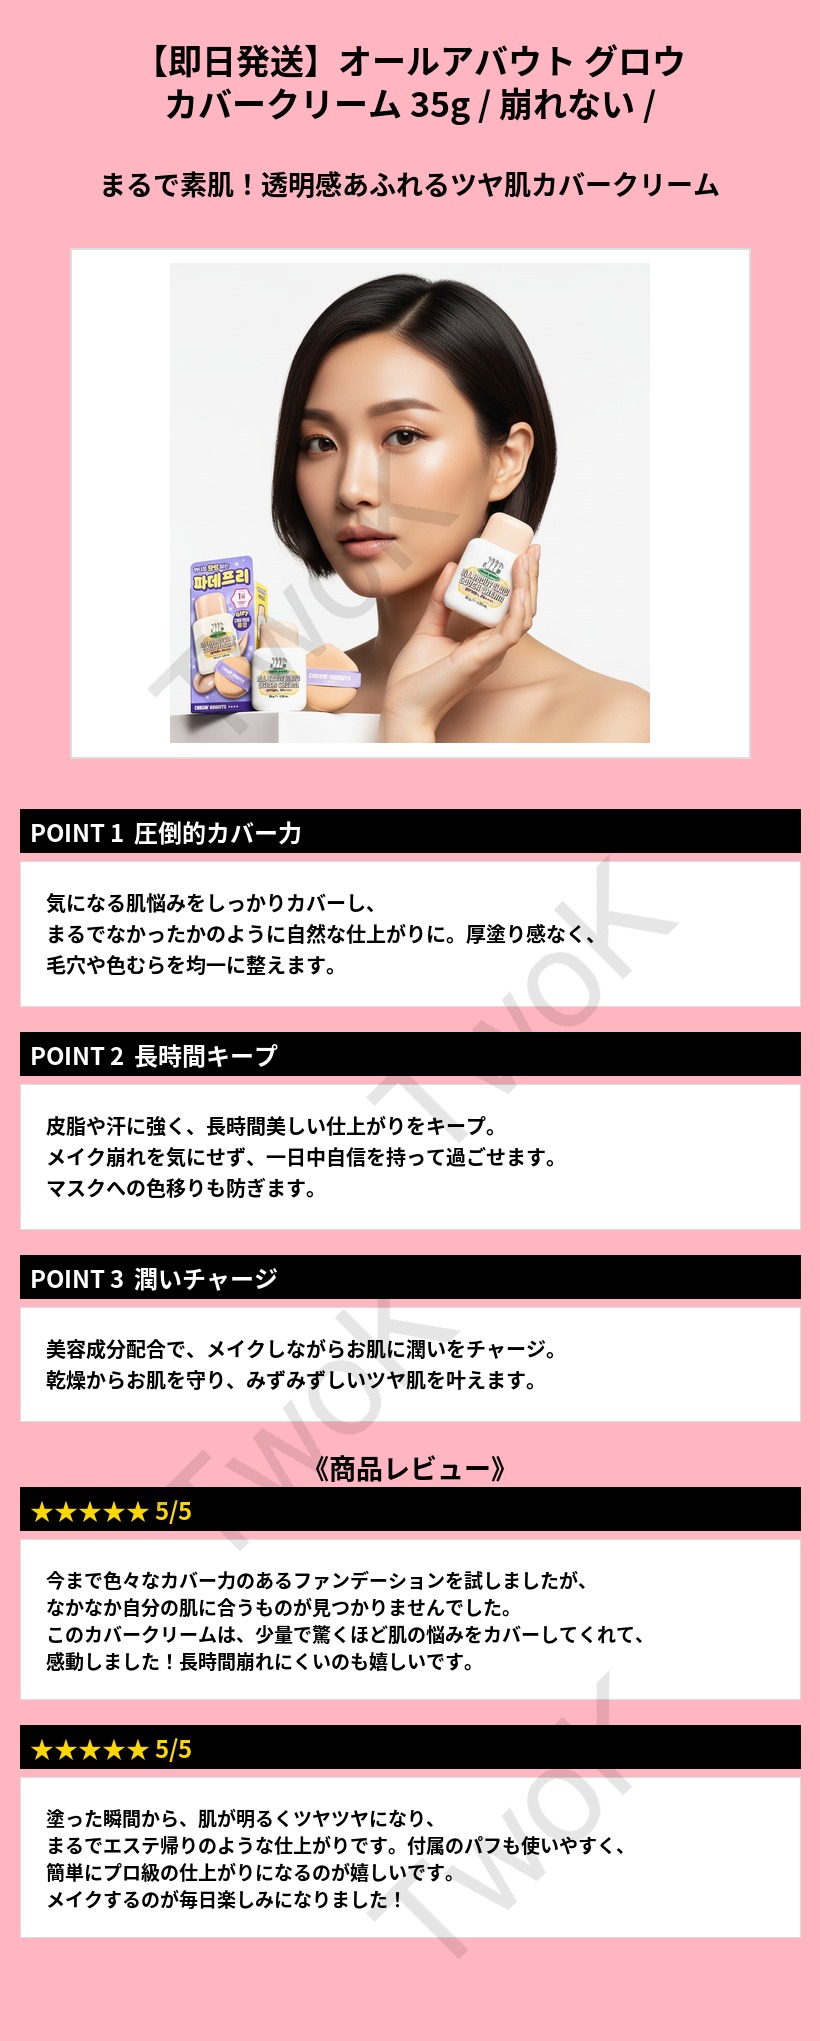 【即日発送】オールアバウト グロウ
カバークリーム 35g / 崩れない /
まるで素肌！透明感あふれるツヤ肌カバークリーム
파데프리
CHASIN' RABBITS
CHASIN' RABBITS
ALL ABOUT GLOW
COVER CREAM
TwoK
POINT 1 圧倒的カバー力
気になる肌悩みをしっかりカバーし、
まるでなかったかのように自然な仕上がりに。厚塗り感なく、
毛穴や色むらを均一に整えます。
TwoK
POINT 2 長時間キープ
皮脂や汗に強く、長時間美しい仕上がりをキープ。
メイク崩れを気にせず、一日中自信を持って過ごせます。
マスクへの色移りも防ぎます。
POINT 3 潤いチャージ
美容成分配合で、メイクしながらお肌に潤いをチャージ。
乾燥からお肌を守り、みずみずしいツヤ肌を叶えます。
TwoK
《商品レビュー》
★★★★★ 5/5
今まで色々なカバー力のあるファンデーションを試しましたが、
なかなか自分の肌に合うものが見つかりませんでした。
このカバークリームは、少量で驚くほど肌の悩みをカバーしてくれて、
感動しました！長時間崩れにくいのも嬉しいです。
★★★★★ 5/5
塗った瞬間から、肌が明るくツヤツヤになり、
まるでエステ帰りのような仕上がりです。付属のパフも使いやすく、
簡単にプロ級の仕上がりになるのが嬉しいです。
メイクするのが毎日楽しみになりました！
TwoK